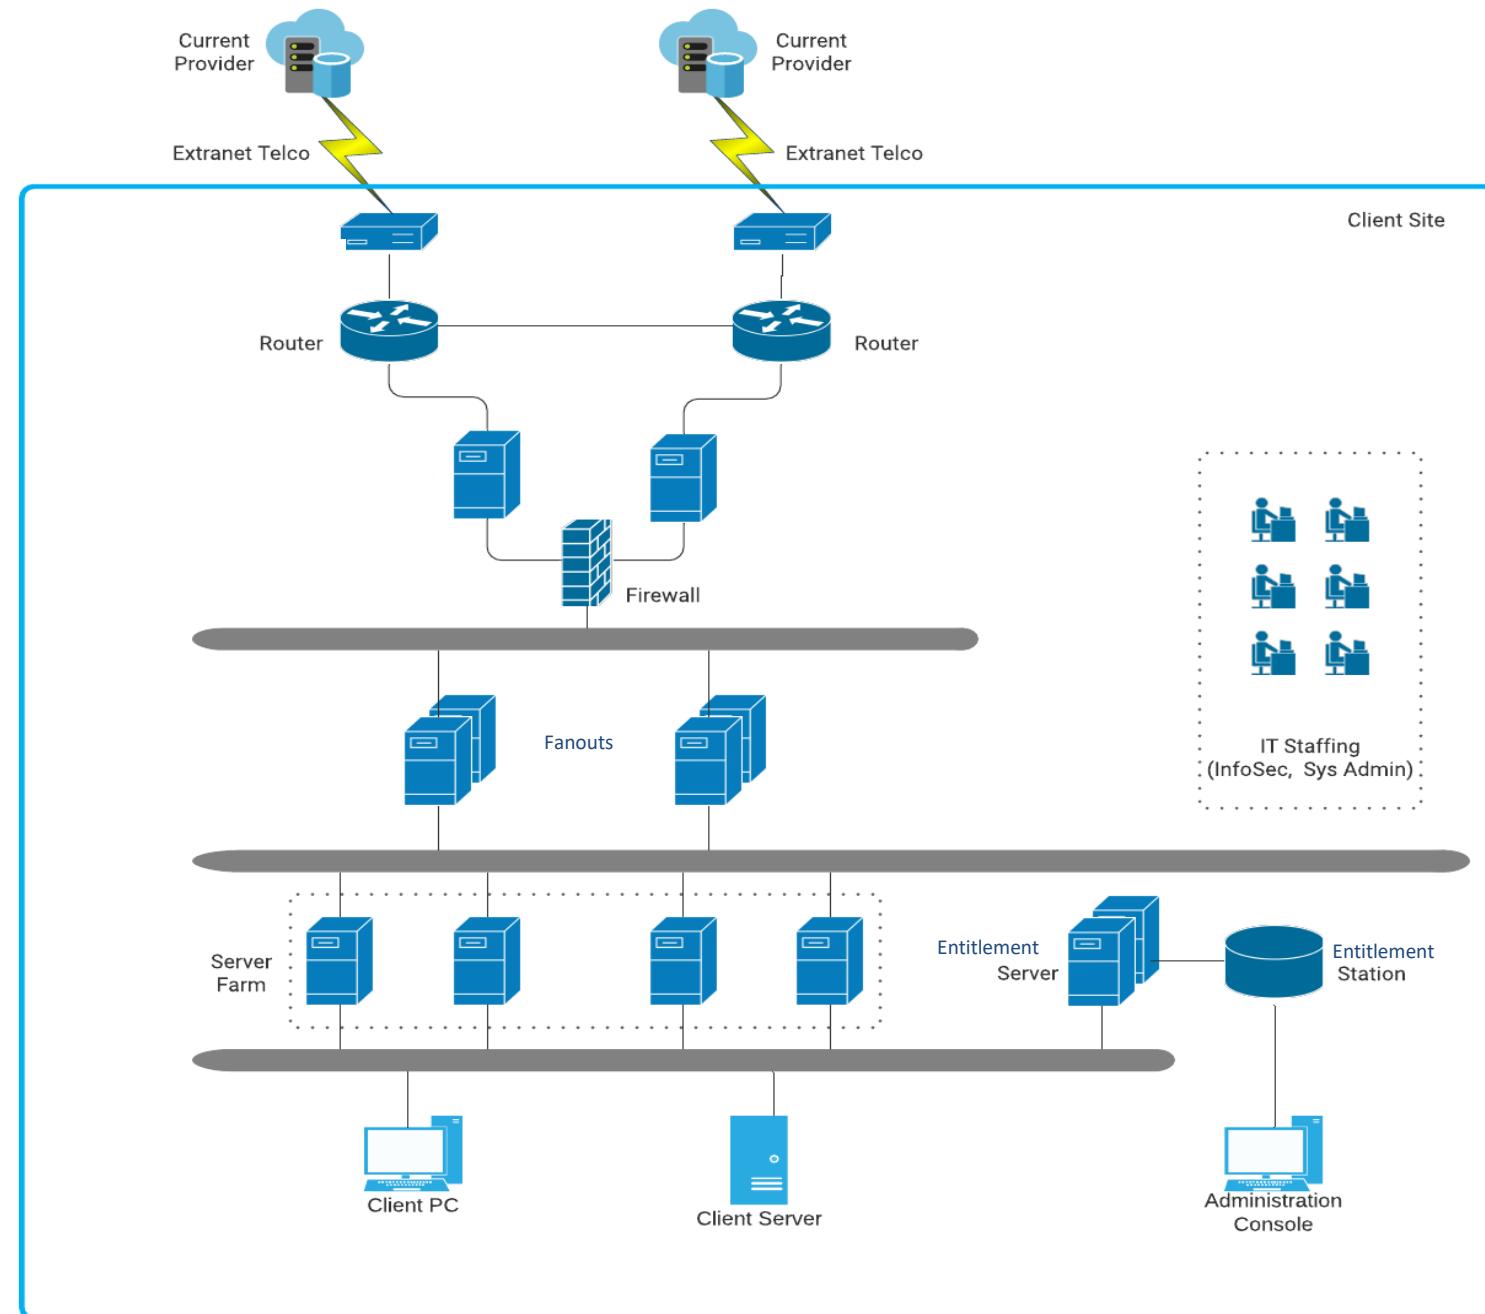 Current
Provider
Current
Provider
Extranet Telco
Extranet Telco
Client Site
Router
Router
Firewall
Fanouts
IT Staffing
(InfoSec, Sys Admin)
Server
Farm
Entitlement
Server
Entitlement
Station
Client PC
Client Server
Administration
Console